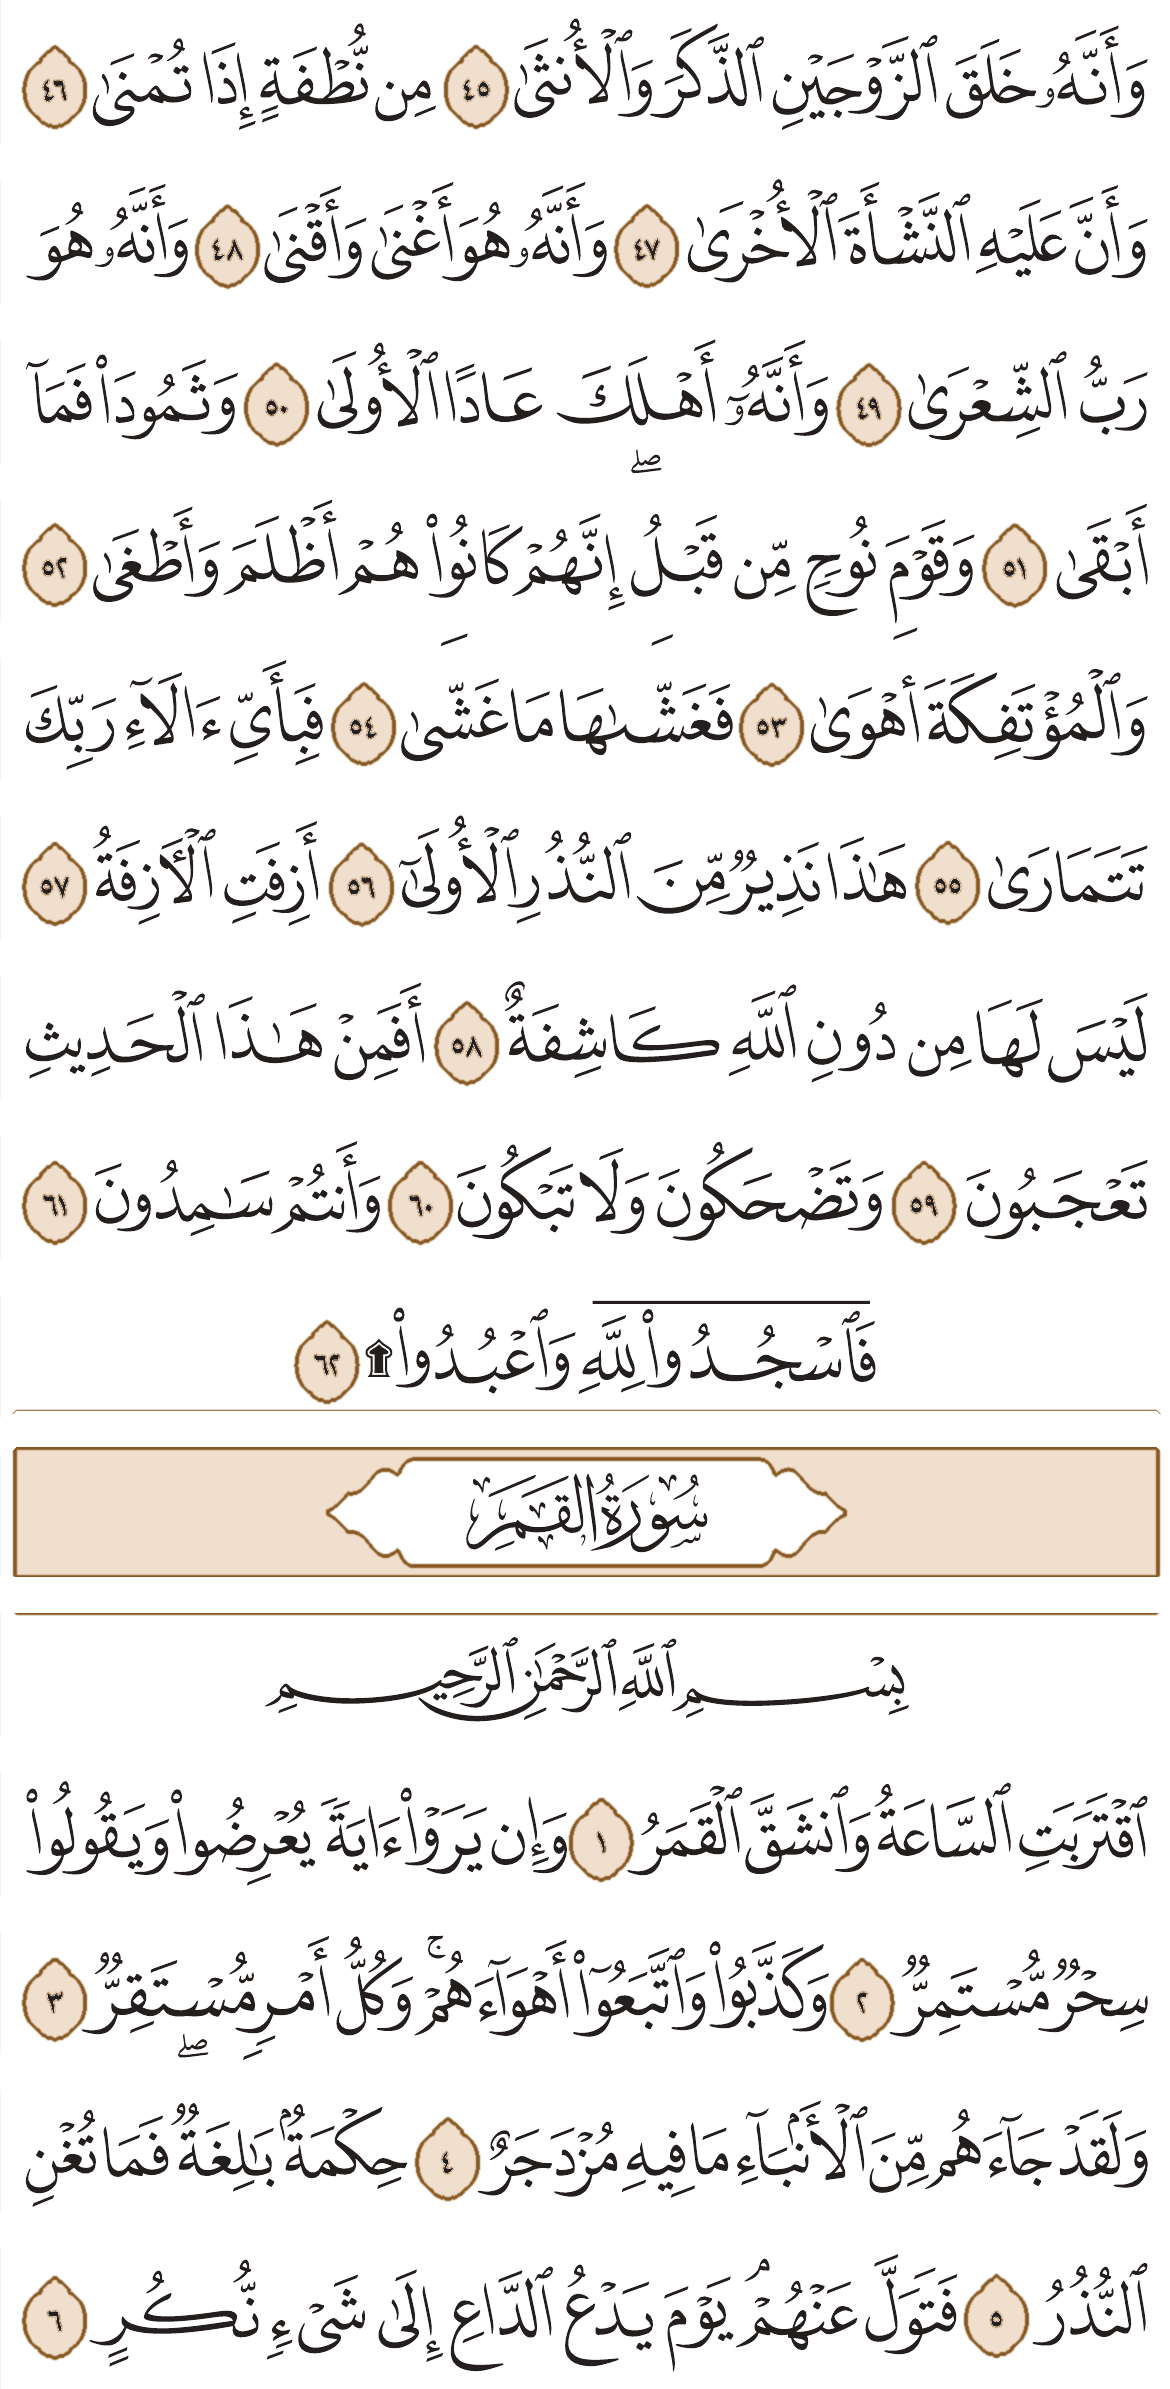 وَأَنَّهُۥ خَلَقَ ٱلزَّوۡجَيۡنِ ٱلذَّكَرَ وَٱلۡأُنثَىٰ ٤٥ مِن نُّطۡفَةٍ إِذَا تُمۡنَىٰ ٤٦
وَأَنَّ عَلَيۡهِ ٱلنَّشۡأَةَ ٱلۡأُخۡرَىٰ ٤٧ وَأَنَّهُۥ هُوَ أَغۡنَىٰ وَأَقۡنَىٰ ٤٨ وَأَنَّهُۥ هُوَ
رَبُّ ٱلشِّعۡرَىٰ ٤٩ وَأَنَّهُۥٓ أَهۡلَكَ عَادًا ٱلۡأُولَىٰ ٥٠ وَثَمُودَاْ فَمَآ
أَبۡقَىٰ ٥١ وَقَوۡمَ نُوحٖ مِّن قَبۡلُۖ إِنَّهُمۡ كَانُواْ هُمۡ أَظۡلَمَ وَأَطۡغَىٰ ٥٢
وَٱلۡمُؤۡتَفِكَةَ أَهۡوَىٰ ٥٣ فَغَشَّىٰهَا مَا غَشَّىٰ ٥٤ فَبِأَيِّ ءَالَآءِ رَبِّكَ
تَتَمَارَىٰ ٥٥ هَٰذَا نَذِيرٞ مِّنَ ٱلنُّذُرِ ٱلۡأُولَىٰٓ ٥٦ أَزِفَتِ ٱلۡأٓزِفَةُ ٥٧
لَيۡسَ لَهَا مِن دُونِ ٱللَّهِ كَاشِفَةٌ ٥٨ أَفَمِنۡ هَٰذَا ٱلۡحَدِيثِ
تَعۡجَبُونَ ٥٩ وَتَضۡحَكُونَ وَلَا تَبۡكُونَ ٦٠ وَأَنتُمۡ سَٰمِدُونَ ٦١
فَٱسۡجُدُواْ لِلَّهِ وَٱعۡبُدُواْ۩ ٦٢
سُورَةُ القَمَرِ
بِسۡمِ ٱللَّهِ ٱلرَّحۡمَٰنِ ٱلرَّحِيمِ
ٱقۡتَرَبَتِ ٱلسَّاعَةُ وَٱنشَقَّ ٱلۡقَمَرُ ١ وَإِن يَرَوۡاْ ءَايَةٗ يُعۡرِضُواْ وَيَقُولُواْ
سِحۡرٞ مُّسۡتَمِرّٞ ٢ وَكَذَّبُواْ وَٱتَّبَعُوٓاْ أَهۡوَآءَهُمۡۚ وَكُلُّ أَمۡرٖ مُّسۡتَقِرّٞ ٣
وَلَقَدۡ جَآءَهُم مِّنَ ٱلۡأَنۢبَآءِ مَا فِيهِ مُزۡدَجَرٌ ٤ حِكۡمَةُۢ بَٰلِغَةٞۖ فَمَا تُغۡنِ
ٱلنُّذُرُ ٥ فَتَوَلَّ عَنۡهُمۡۘ يَوۡمَ يَدۡعُ ٱلدَّاعِ إِلَىٰ شَيۡءٖ نُّكُرٍ ٦